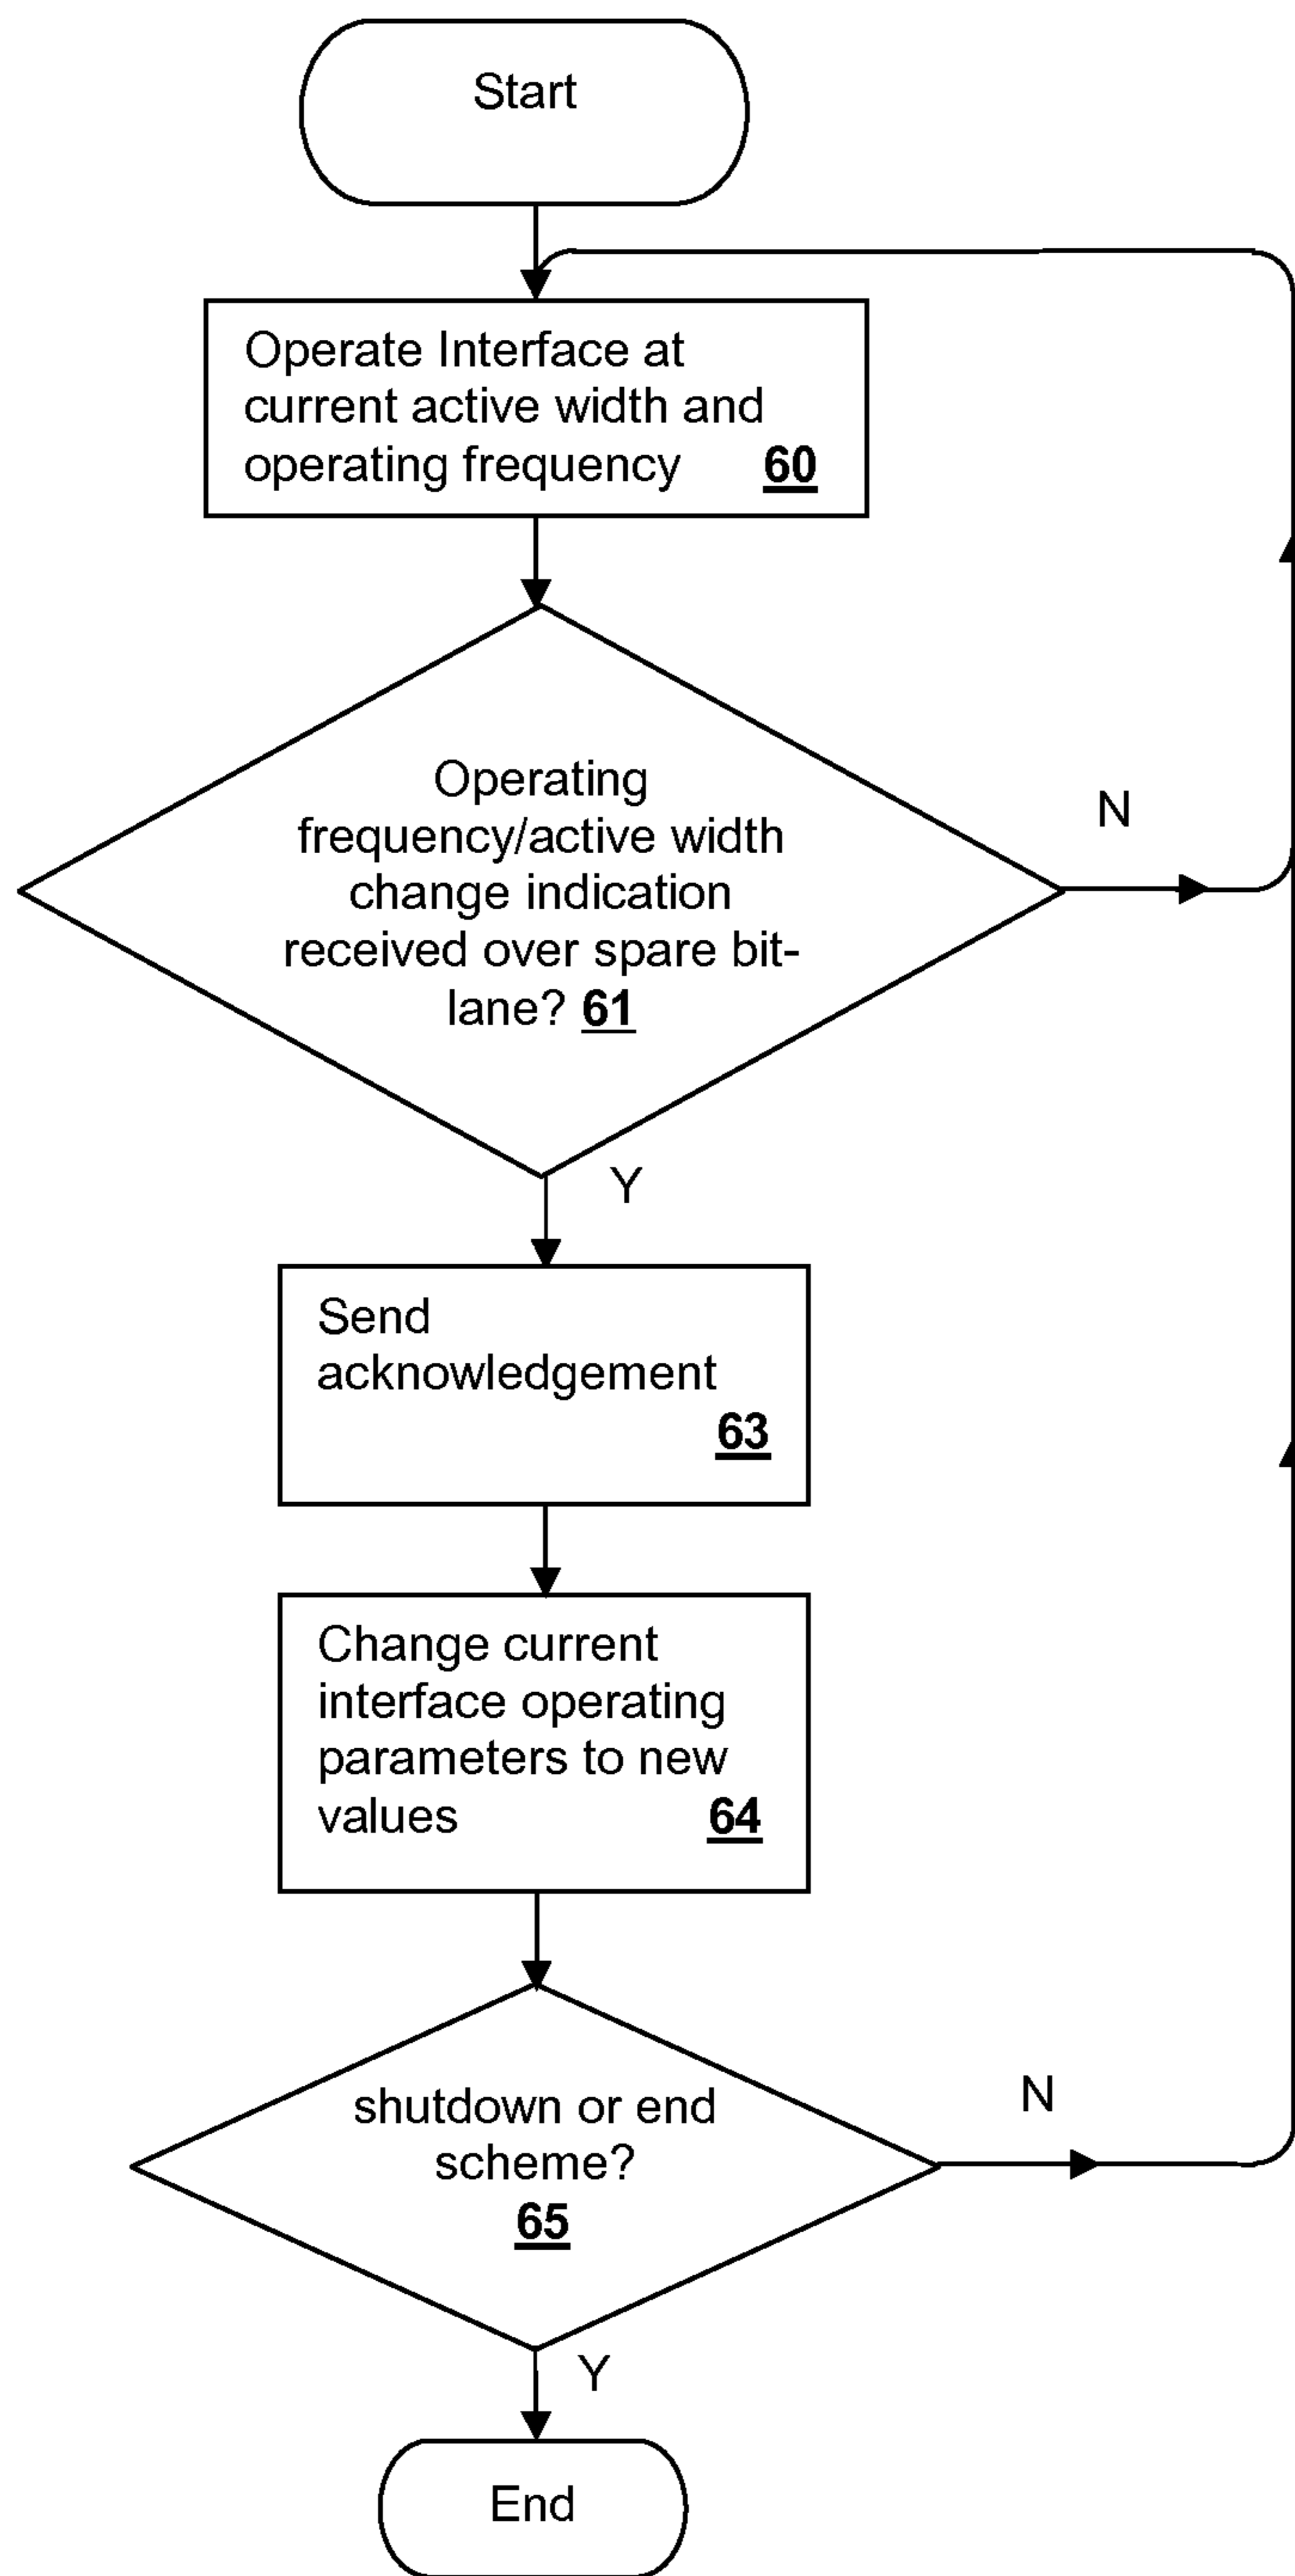 Start
Operate Interface at
current active width and
operating frequency 60
Operating
frequency/active width
change indication
received over spare bit-
lane? 61
N
Y
Send
acknowledgement
63
Change current
interface operating
parameters to new
values 64
shutdown or end
scheme?
65
N
Y
End